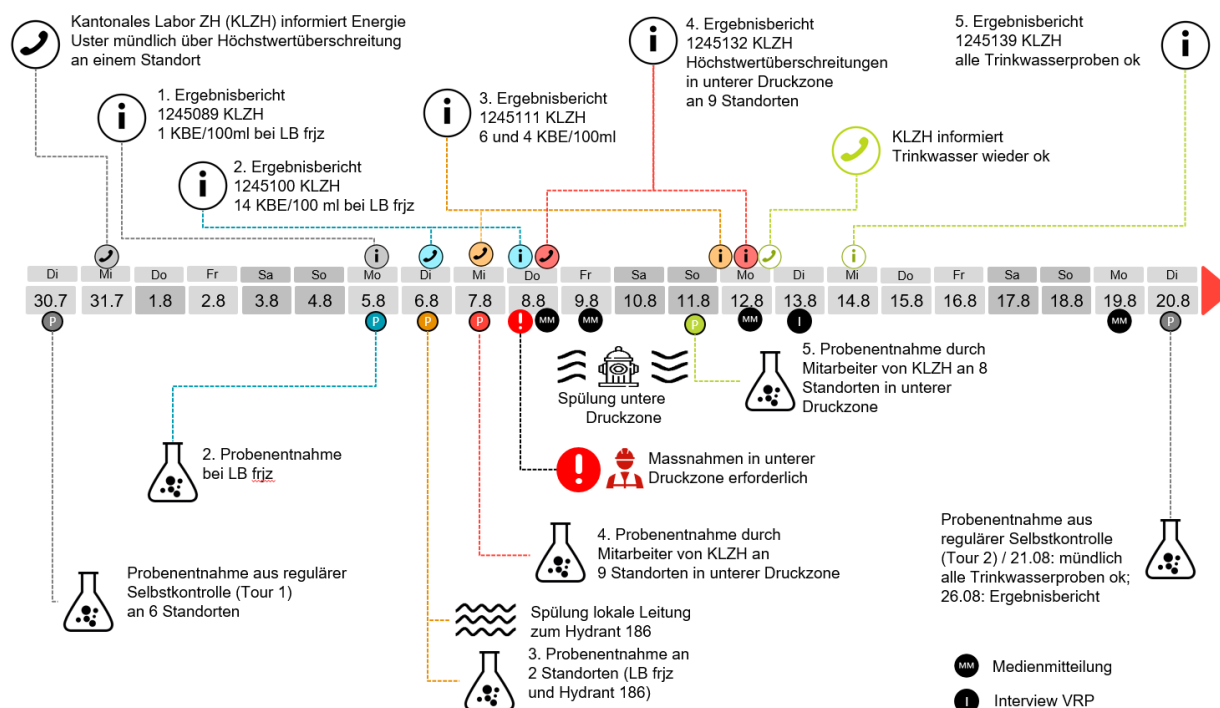 Kantonales Labor ZH (KLZH) informiert Energie
Uster mündlich über Höchstwertüberschreitung
an einem Standort
1. Ergebnisbericht
1245089 KLZH
1 KBE/100ml bei LB frjz
2. Ergebnisbericht
1245100 KLZH
14 KBE/100 ml bei LB frjz
3. Ergebnisbericht
1245111 KLZH
6 und 4 KBE/100ml
4. Ergebnisbericht
1245132 KLZH
Höchstwertüberschreitungen
in unterer Druckzone
an 9 Standorten
5. Ergebnisbericht
1245139 KLZH
alle Trinkwasserproben ok
KLZH informiert
Trinkwasser wieder ok
Di Mi Do Fr Sa So Mo Di Mi Do Fr Sa So Mo Di Mi Do Fr Sa So Mo Di
30.7 31.7 1.8 2.8 3.8 4.8 5.8 6.8 7.8 8.8 9.8 10.8 11.8 12.8 13.8 14.8 15.8 16.8 17.8 18.8 19.8 20.8
P P P P MM MM P MM I MM P
Spülung untere
Druckzone
5. Probenentnahme durch
Mitarbeiter von KLZH an 8
Standorten in unterer
Druckzone
2. Probenentnahme
bei LB frjz
Massnahmen in unterer
Druckzone erforderlich
4. Probenentnahme durch
Mitarbeiter von KLZH an
9 Standorten in unterer Druckzone
Probenentnahme aus
regulärer Selbstkontrolle
(Tour 2) / 21.08: mündlich
alle Trinkwasserproben ok;
26.08: Ergebnisbericht
Probenentnahme aus regulärer
Selbstkontrolle (Tour 1)
an 6 Standorten
Spülung lokale Leitung
zum Hydrant 186
3. Probenentnahme an
2 Standorten (LB frjz
und Hydrant 186)
MM Medienmitteilung
I Interview VRP